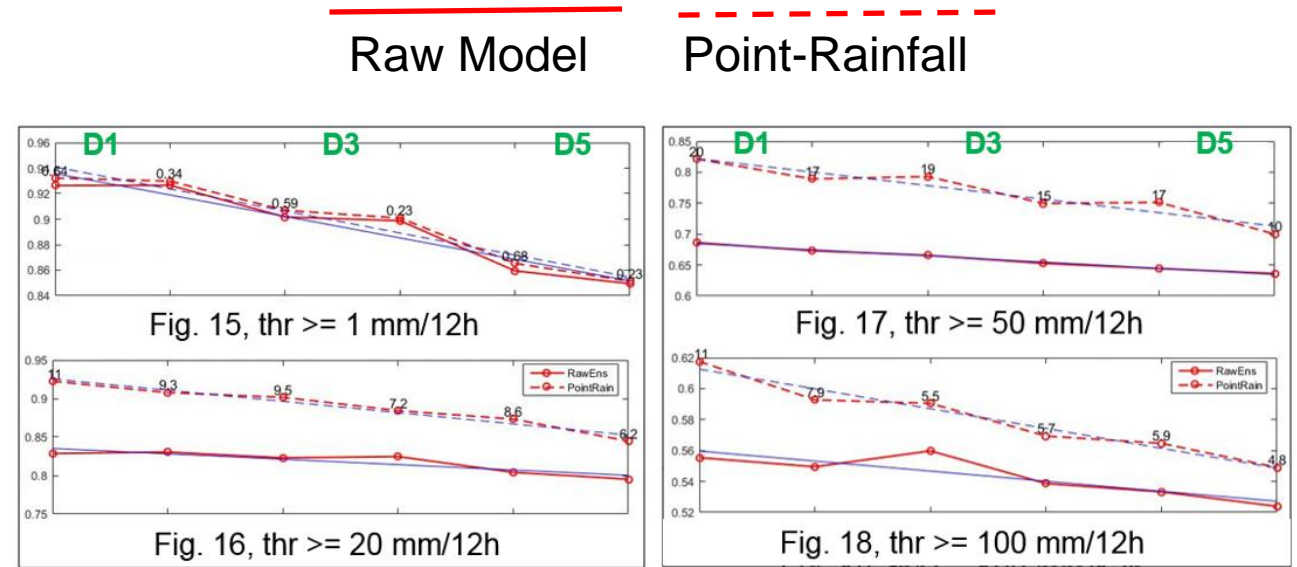 Raw Model Point-Rainfall
D1 D3 D5
0.96
0.94
0.92
0.9
0.88
0.86
0.84
0.64 0.34 0.59 0.23 0.68 0.23
Fig. 15, thr >= 1 mm/12h
D1 D3 D5
0.85
0.8
0.75
0.7
0.65
0.6
20 17 19 15 17 10
Fig. 17, thr >= 50 mm/12h
0.95
0.9
0.85
0.8
0.75
11 9.3 9.5 7.2 8.6 6.2
RawEns
PointRain
Fig. 16, thr >= 20 mm/12h
0.62
0.6
0.58
0.56
0.54
0.52
11 7.9 5.5 5.7 5.9 4.8
RawEns
PointRain
Fig. 18, thr >= 100 mm/12h